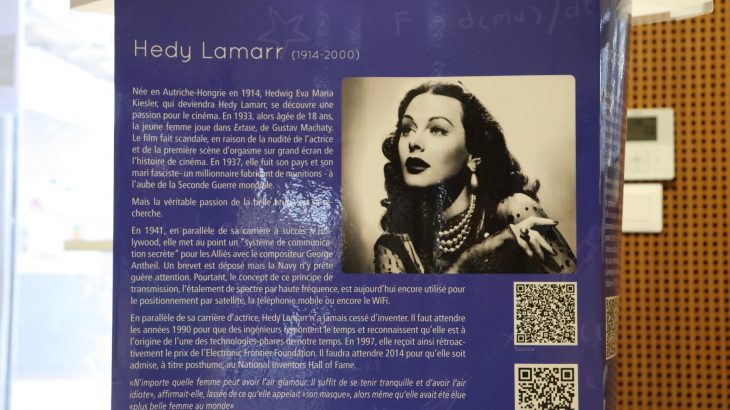 F = d(mu)/dt
Hedy Lamarr (1914-2000)
Née en Autriche-Hongrie en 1914, Hedwig Eva Maria
Kiesler, qui deviendra Hedy Lamarr, se découvre une
passion pour le cinéma. En 1933, alors âgée de 18 ans,
la jeune femme joue dans Extase, de Gustav Machaty.
Le film fait scandale, en raison de la nudité de l'actrice
et de la première scène d'orgasme sur grand écran de
l'histoire de cinéma. En 1937, elle fuit son pays et son
mari fasciste- un millionnaire fabricant de munitions - à
l'aube de la Seconde Guerre mondiale.
Mais la véritable passion de la belle
cherche.
En 1941, en parallèle de sa carrière à succès à Hol-
lywood, elle met au point un "système de communica-
tion secrète" pour les Alliés avec le compositeur George
Antheil. Un brevet est déposé mais la Navy n'y prête
guère attention. Pourtant, le concept de ce principe de
transmission, l'étalement de spectre par haute fréquence, est aujourd'hui encore utilisé pour
le positionnement par satellite, la téléphonie mobile ou encore le WiFi.
En parallèle de sa carrière d'actrice, Hedy Lamarr n'a jamais cessé d'inventer. Il faut attendre
les années 1990 pour que des ingénieurs remontent le temps et reconnaissent qu'elle est à
l'origine de l'une des technologies-phares de notre temps. En 1997, elle reçoit ainsi rétroac-
tivement le prix de l'Electronic Frontier Foundation. Il faudra attendre 2014 pour qu'elle soit
admise, à titre posthume, au National Inventors Hall of Fame.
«N'importe quelle femme peut avoir l'air glamour. Il suffit de se tenir tranquille et d'avoir l'air
idiote», affirmait-elle, lassée de ce qu'elle appelait «son masque», alors même qu'elle avait été élue
«plus belle femme au monde»
Source